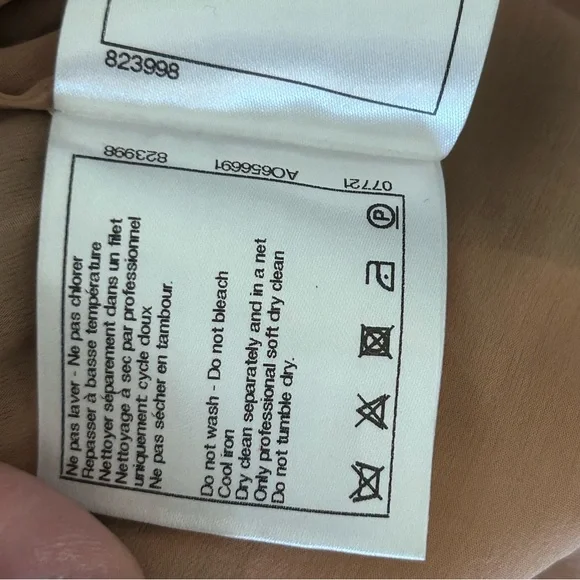 823998
823998
AO656691
07721
Ne pas laver - Ne pas chlorer
Repasser à basse température
Nettoyer séparement dans un filet
Nettoyage à sec par professionnel
uniquement: cycle doux
Ne pas sécher en tambour.
Do not wash - Do not bleach
Cool iron
Dry clean separately and in a net
Only professional soft dry clean
Do not tumble dry.
P